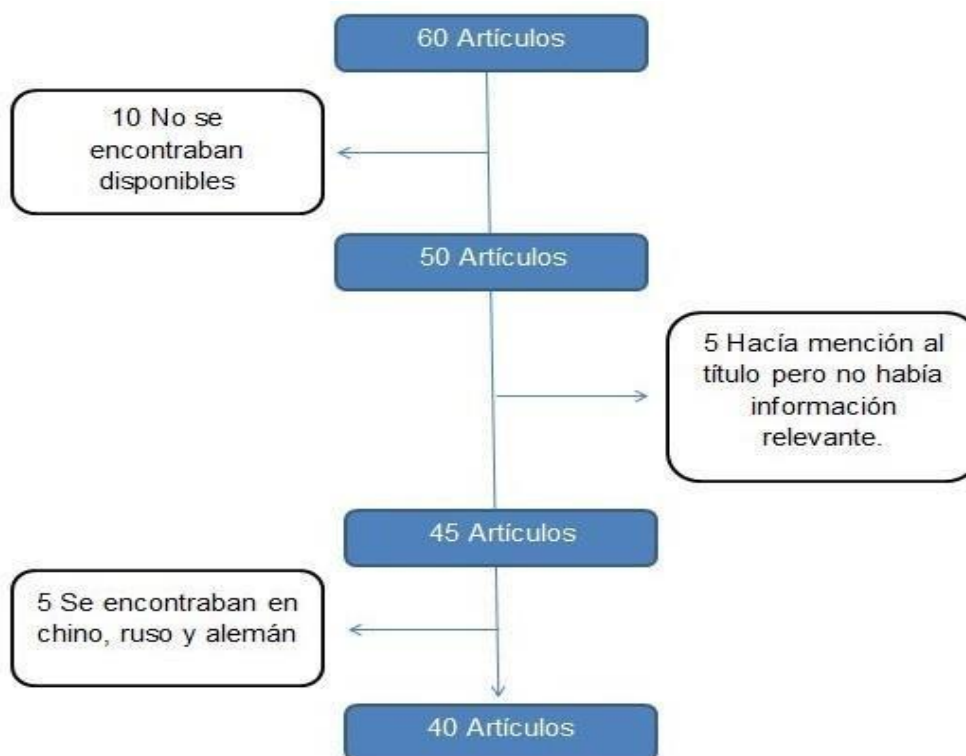 60 Artículos
10 No se
encontraban
disponibles
50 Artículos
5 Hacía mención al
título pero no había
información
relevante.
45 Artículos
5 Se encontraban en
chino, ruso y alemán
40 Artículos